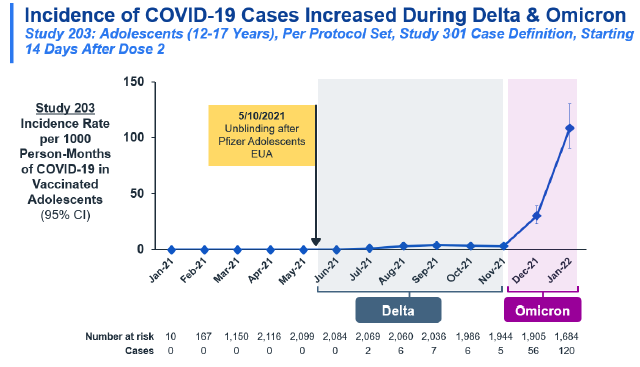 Incidence of COVID-19 Cases Increased During Delta & Omicron
Study 203: Adolescents (12-17 Years), Per Protocol Set, Study 301 Case Definition, Starting
14 Days After Dose 2
Study 203
Incidence Rate
per 1000
Person-Months
of COVID-19 in
Vaccinated
Adolescents
(95% CI)
150
100
50
0
5/10/2021
Unblinding after
Pfizer Adolescents
EUA
Jan-21 Feb-21 Mar-21 Apr-21 May-21 Jun-21 Jul-21 Aug-21 Sep-21 Oct-21 Nov-21 Dec-21 Jan-22
Delta Omicron
Number at risk 10 167 1,150 2,116 2,099 2,084 2,069 2,060 2,036 1,986 1,944 1,905 1,684
Cases 0 0 0 0 0 0 2 6 7 6 5 56 120